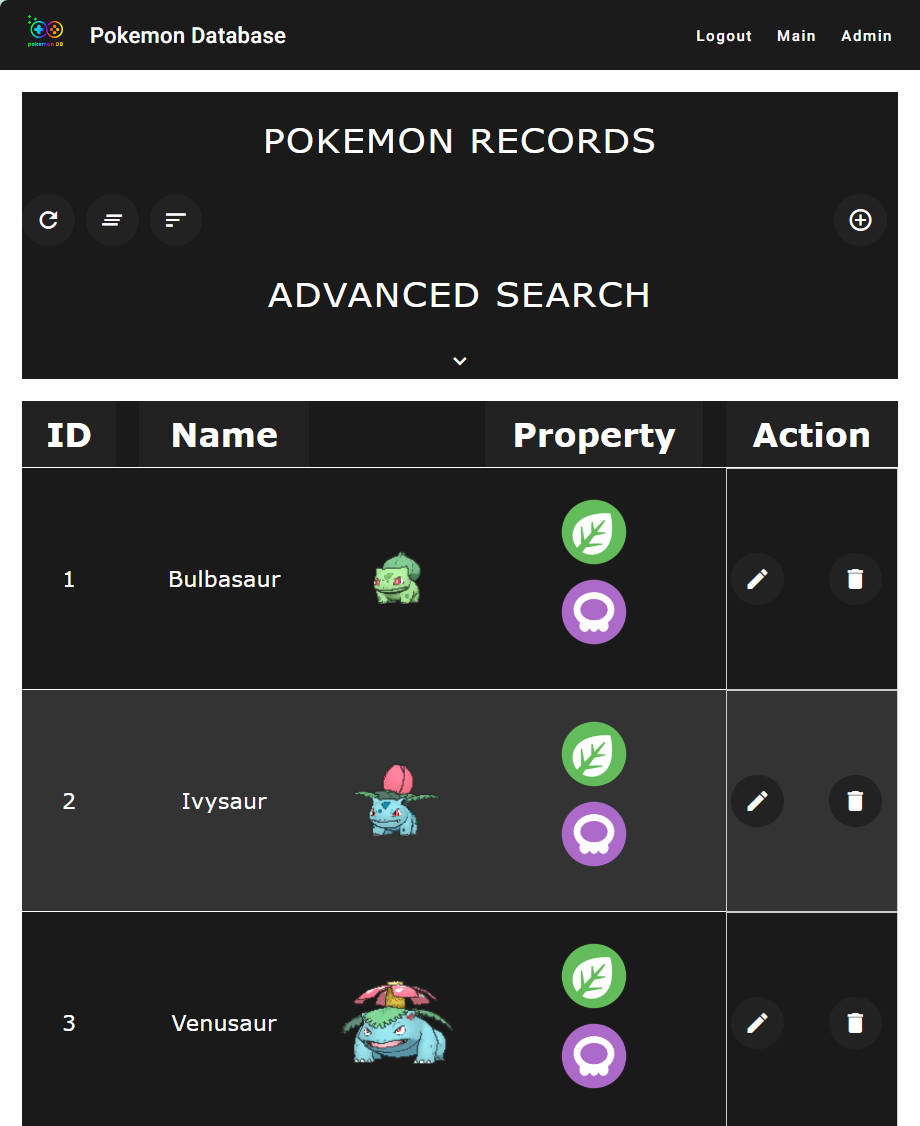 pokemon DB
Pokemon Database
Logout Main Admin
POKEMON RECORDS
ADVANCED SEARCH
ID Name Property Action
1 Bulbasaur
2 Ivysaur
3 Venusaur